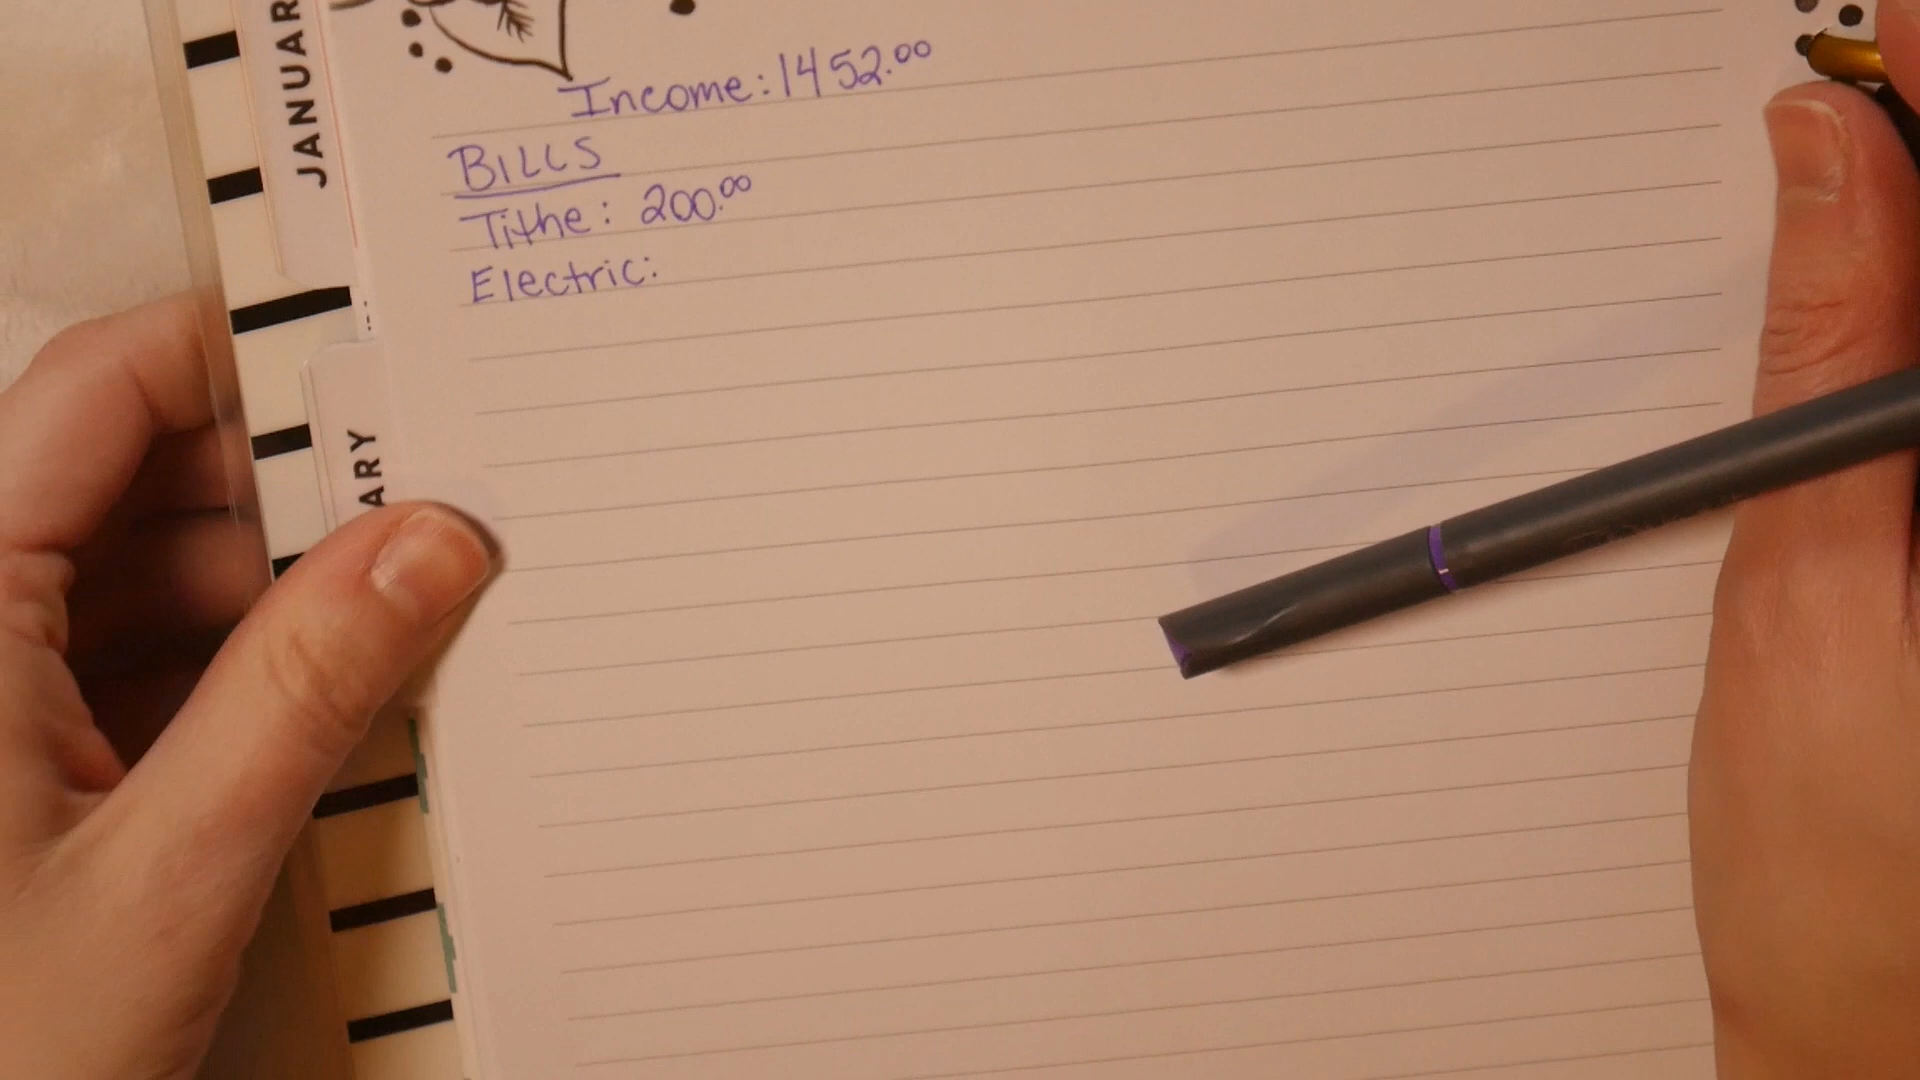 JANUAR
Income: 1452.00
BILLS
Tithe: 200.00
Electric:
ARY